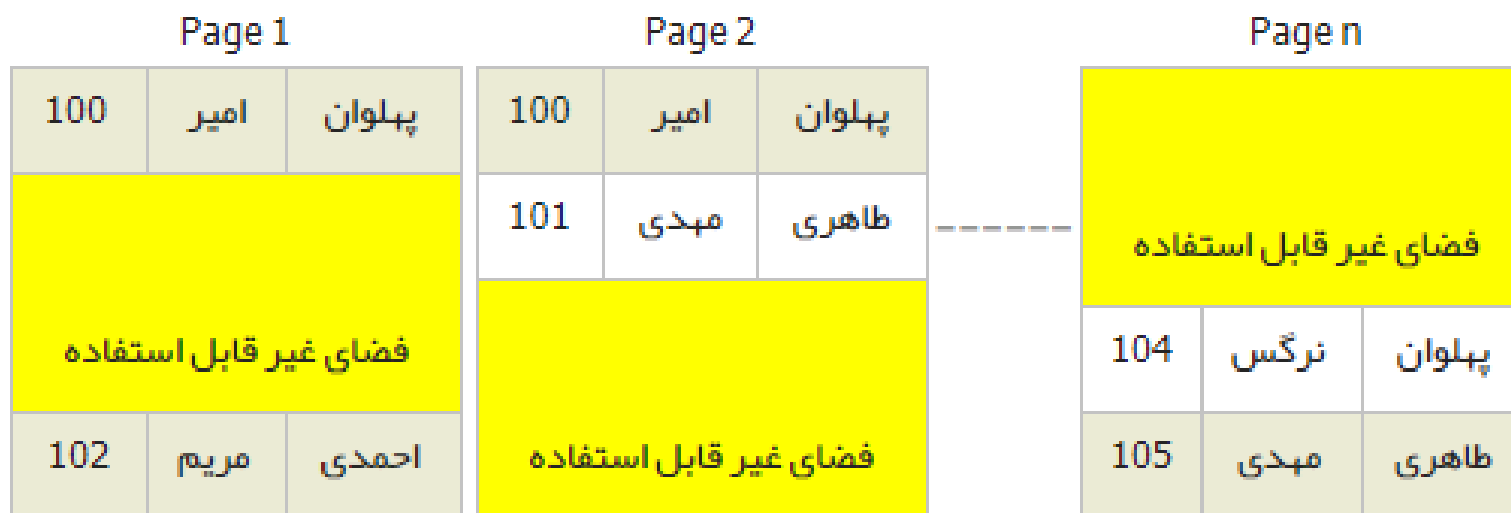 Page 1
100 امیر پهلوان
فضای غیر قابل استفاده
102 مریم احمدی
Page 2
100 امیر پهلوان
101 مهدی طاهری
فضای غیر قابل استفاده
Page n
فضای غیر قابل استفاده
104 نرگس پهلوان
105 مهدی طاهری